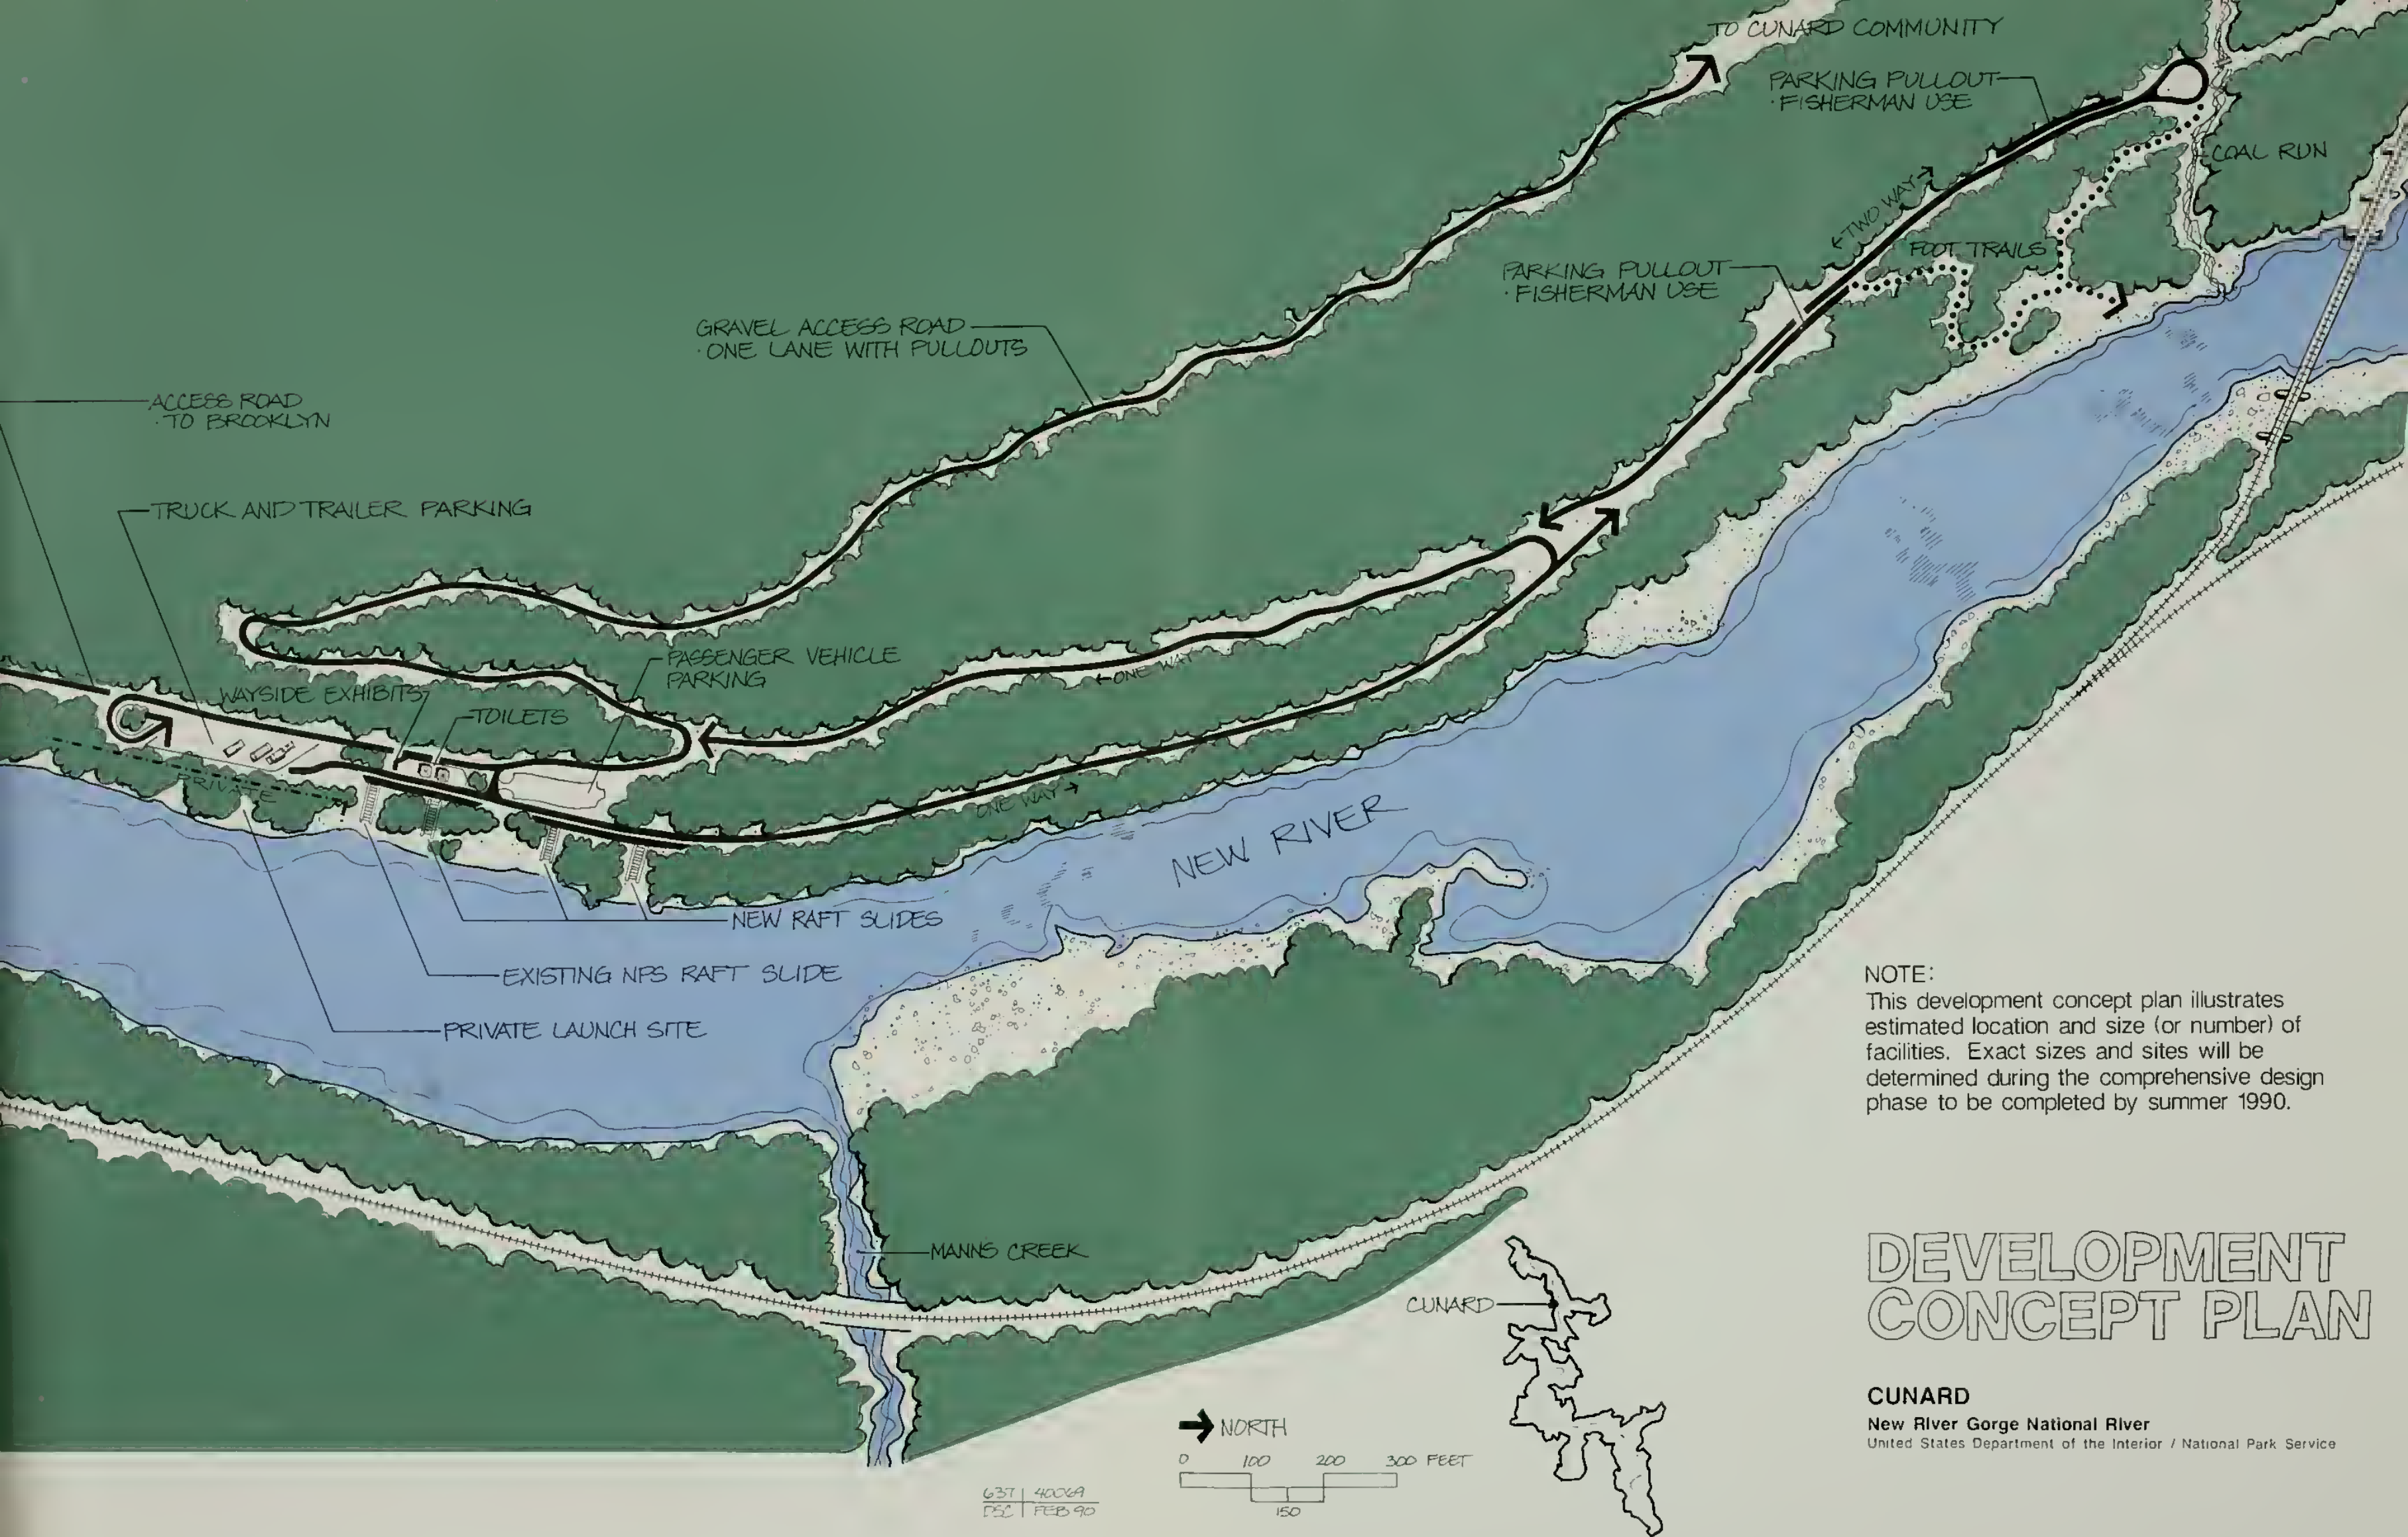 TO CUNARD COMMUNITY
PARKING PULLOUT
· FISHERMAN USE
COAL RUN
← TWO WAY →
FOOT TRAILS
PARKING PULLOUT
· FISHERMAN USE
GRAVEL ACCESS ROAD
· ONE LANE WITH PULLOUTS
ACCESS ROAD
· TO BROOKLYN
TRUCK AND TRAILER PARKING
PASSENGER VEHICLE
PARKING
← ONE WAY
WAYSIDE EXHIBITS
TOILETS
PRIVATE
ONE WAY →
NEW RIVER
NEW RAFT SLIDES
EXISTING NPS RAFT SLIDE
PRIVATE LAUNCH SITE
MANNS CREEK
NOTE:
This development concept plan illustrates
estimated location and size (or number) of
facilities. Exact sizes and sites will be
determined during the comprehensive design
phase to be completed by summer 1990.
CUNARD
DEVELOPMENT
CONCEPT PLAN
CUNARD
New River Gorge National River
United States Department of the Interior / National Park Service
NORTH
0 100 200 300 FEET
150
637 | 40069
DSC | FEB 90